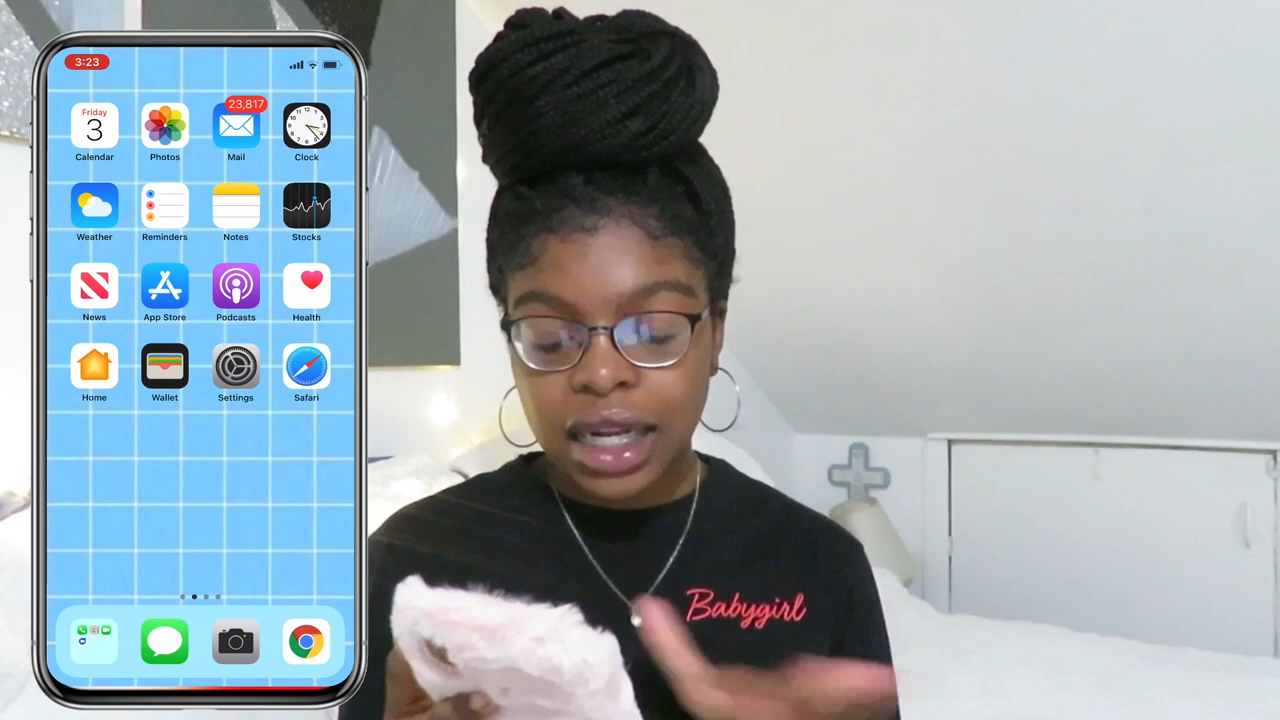 3:23
23,817
Friday
3
12
Calendar
Photos
Mail
Clock
Weather
Reminders
Notes
Stocks
News
App Store
Podcasts
Health
Home
Wallet
Settings
Safari
Babygirl